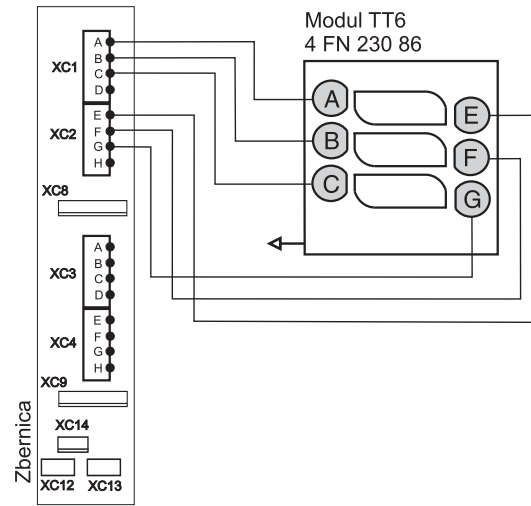 Modul TT6
4 FN 230 86
XC1
A
B
C
D
XC2
E
F
G
H
XC8
XC3
A
B
C
D
XC4
E
F
G
H
XC9
XC14
XC12
XC13
Zbernica
A
B
C
E
F
G